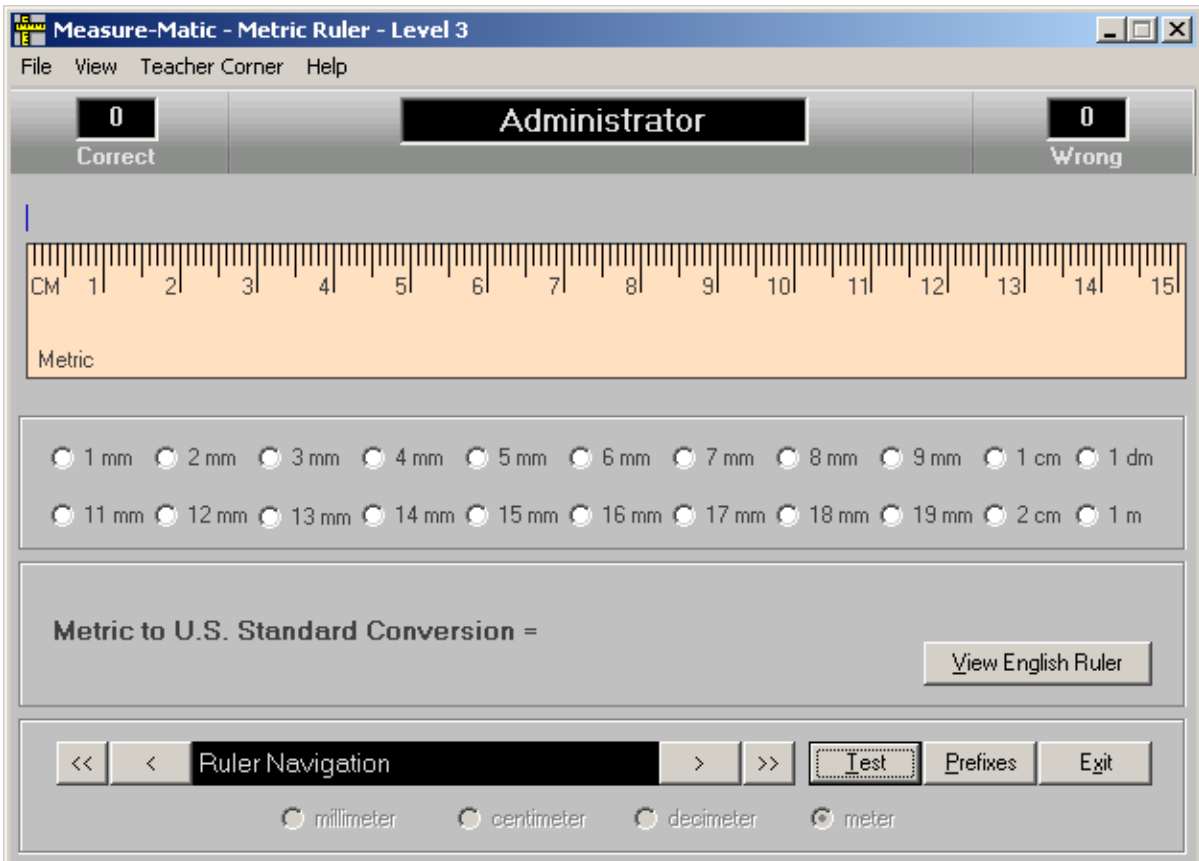 Measure-Matic - Metric Ruler - Level 3
File View Teacher Corner Help
0 Administrator 0
Correct Wrong
CM 1 2 3 4 5 6 7 8 9 10 11 12 13 14 15
Metric
1 mm 2 mm 3 mm 4 mm 5 mm 6 mm 7 mm 8 mm 9 mm 1 cm 1 dm
11 mm 12 mm 13 mm 14 mm 15 mm 16 mm 17 mm 18 mm 19 mm 2 cm 1 m
Metric to U.S. Standard Conversion =
View English Ruler
<< < Ruler Navigation > >> Test Prefixes Exit
millimeter centimeter decimeter meter